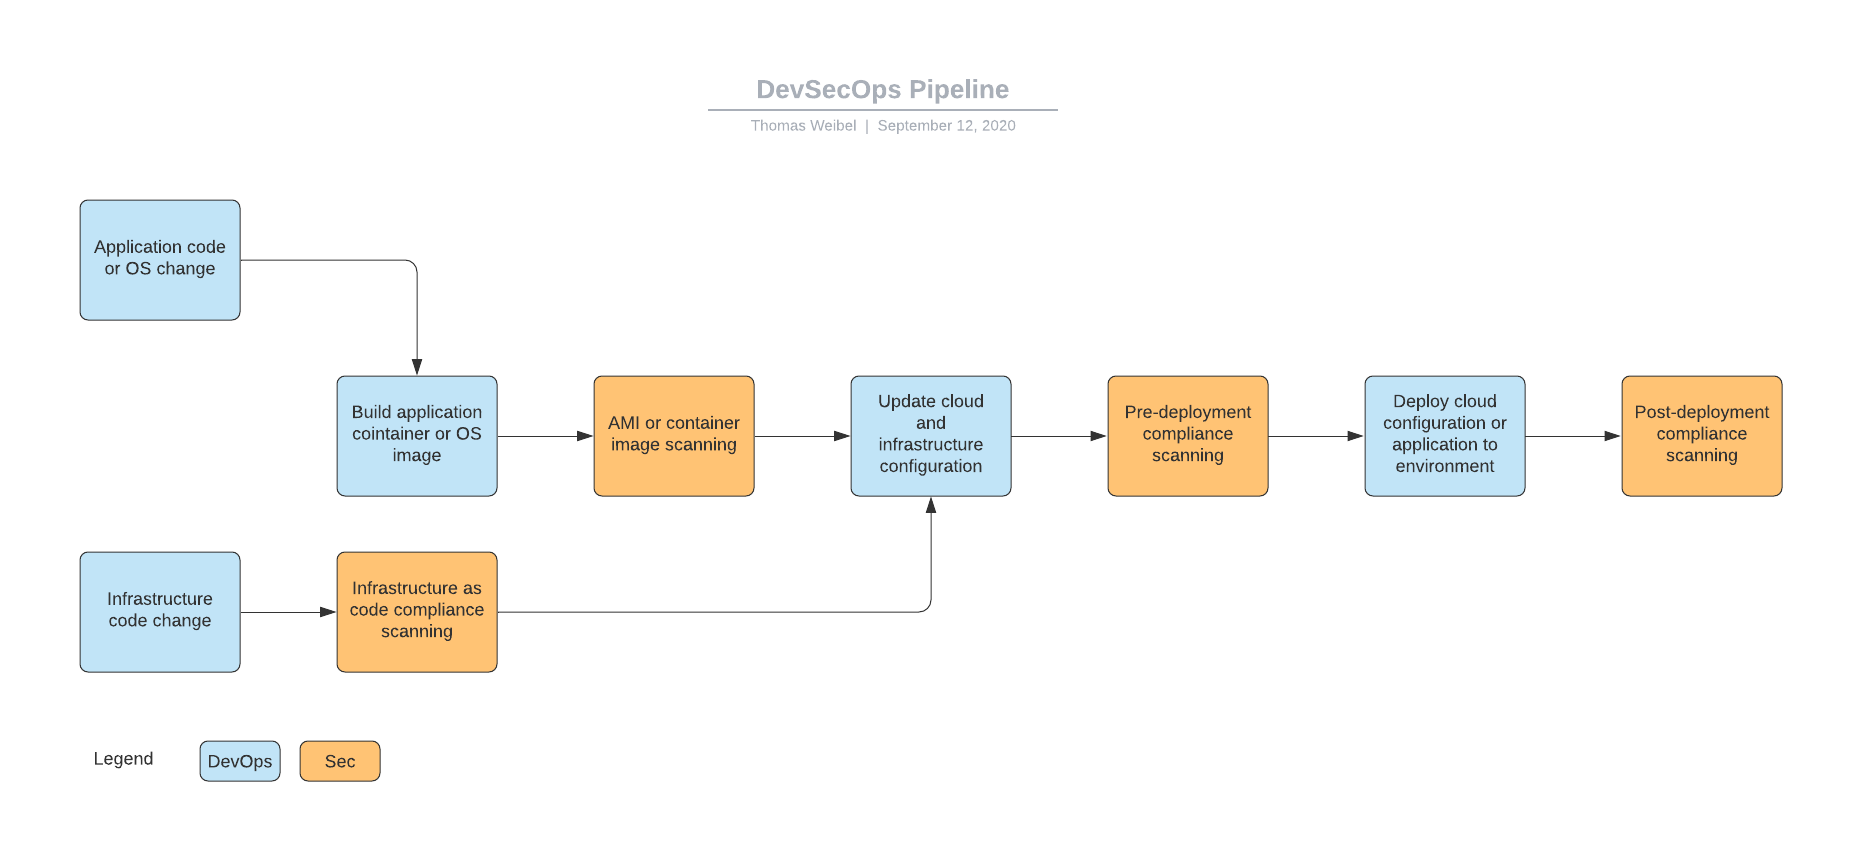 DevSecOps Pipeline
Thomas Weibel | September 12, 2020
Application code
or OS change
Build application
cointainer or OS
image
AMI or container
image scanning
Update cloud
and
infrastructure
configuration
Pre-deployment
compliance
scanning
Deploy cloud
configuration or
application to
environment
Post-deployment
compliance
scanning
Infrastructure
code change
Infrastructure as
code compliance
scanning
Legend
DevOps
Sec